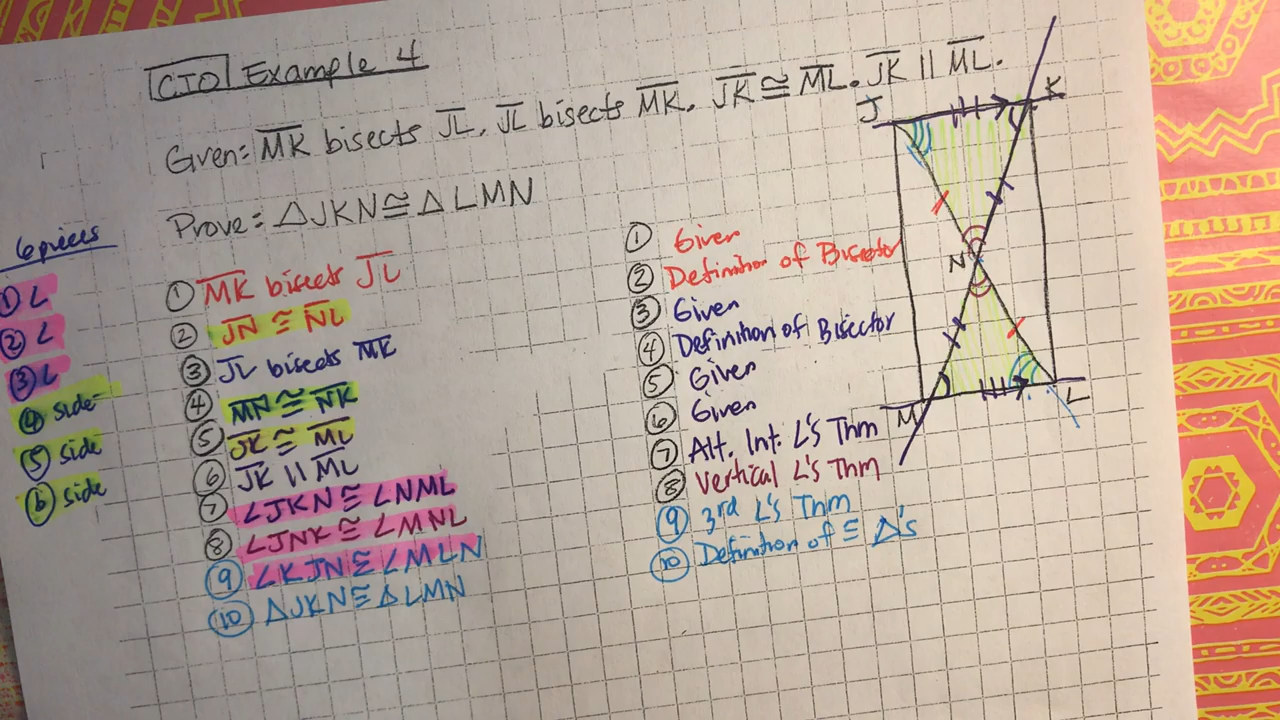 CIO Example 4
Given: MK bisects JL. JL bisects MK. JK ≅ ML. JK || ML.
Prove: △JKN ≅ △LMN
6 pieces
① ∠
② ∠
③ ∠
④ side
⑤ side
⑥ side
① MK bisects JL
② JN ≅ NL
③ JL bisects MK
④ MN ≅ NK
⑤ JK ≅ ML
⑥ JK || ML
⑦ ∠JKN ≅ ∠NML
⑧ ∠JNK ≅ ∠MNL
⑨ ∠KJN ≅ ∠MLN
⑩ △JKN ≅ △LMN
① Given
② Definition of Bisector
③ Given
④ Definition of Bisector
⑤ Given
⑥ Given
⑦ Alt. Int. ∠'s Thm
⑧ Vertical ∠'s Thm
⑨ 3rd ∠'s Thm
⑩ Definition of ≅ △'s
J
K
N
M
L